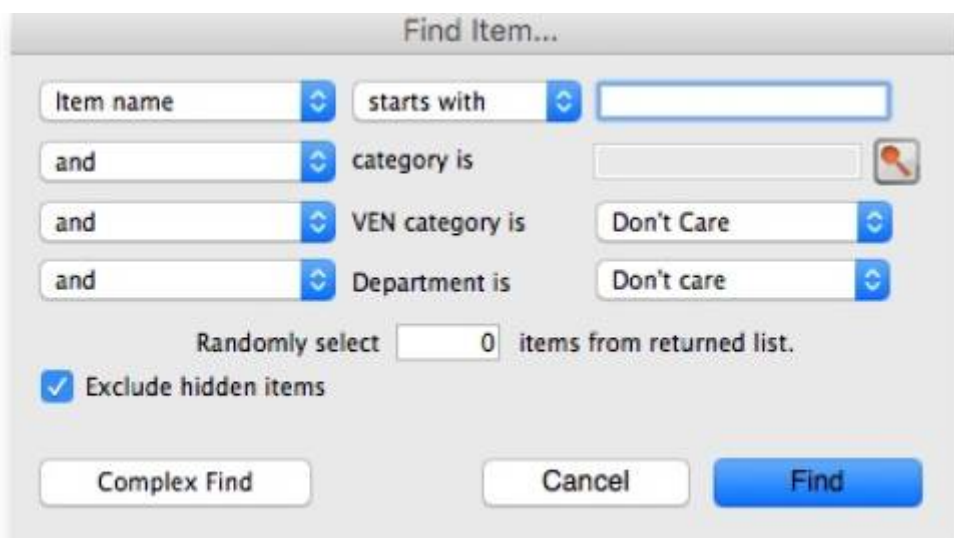 Find Item...
Item name starts with
and category is
and VEN category is Don't Care
and Department is Don't care
Randomly select 0 items from returned list.
Exclude hidden items
Complex Find Cancel Find